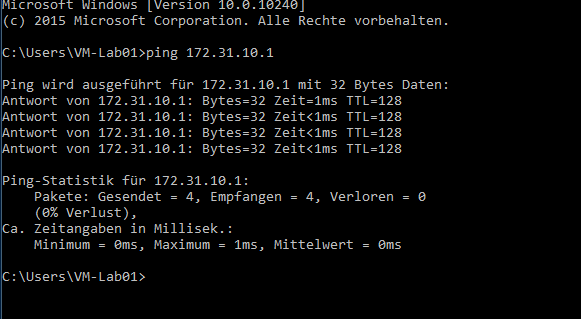 Microsoft Windows [Version 10.0.10240]
(c) 2015 Microsoft Corporation. Alle Rechte vorbehalten.
C:\Users\VM-Lab01>ping 172.31.10.1
Ping wird ausgeführt für 172.31.10.1 mit 32 Bytes Daten:
Antwort von 172.31.10.1: Bytes=32 Zeit=1ms TTL=128
Antwort von 172.31.10.1: Bytes=32 Zeit<1ms TTL=128
Antwort von 172.31.10.1: Bytes=32 Zeit<1ms TTL=128
Antwort von 172.31.10.1: Bytes=32 Zeit<1ms TTL=128
Ping-Statistik für 172.31.10.1:
    Pakete: Gesendet = 4, Empfangen = 4, Verloren = 0
    (0% Verlust),
Ca. Zeitangaben in Millisek.:
    Minimum = 0ms, Maximum = 1ms, Mittelwert = 0ms
C:\Users\VM-Lab01>